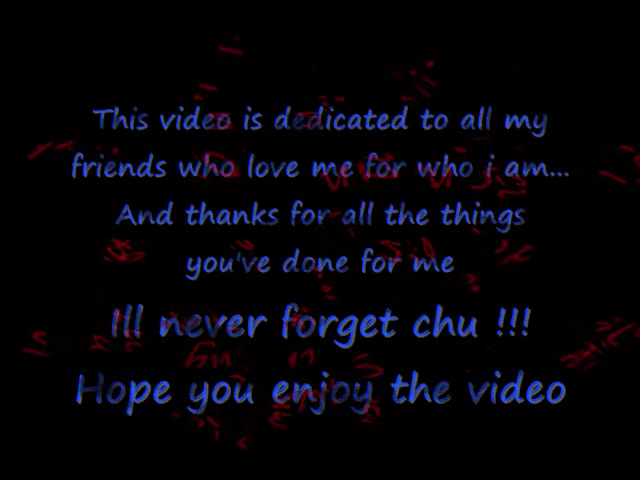 This video is dedicated to all my
friends who love me for who i am...
And thanks for all the things
you've done for me
Ill never forget chu !!!
Hope you enjoy the video